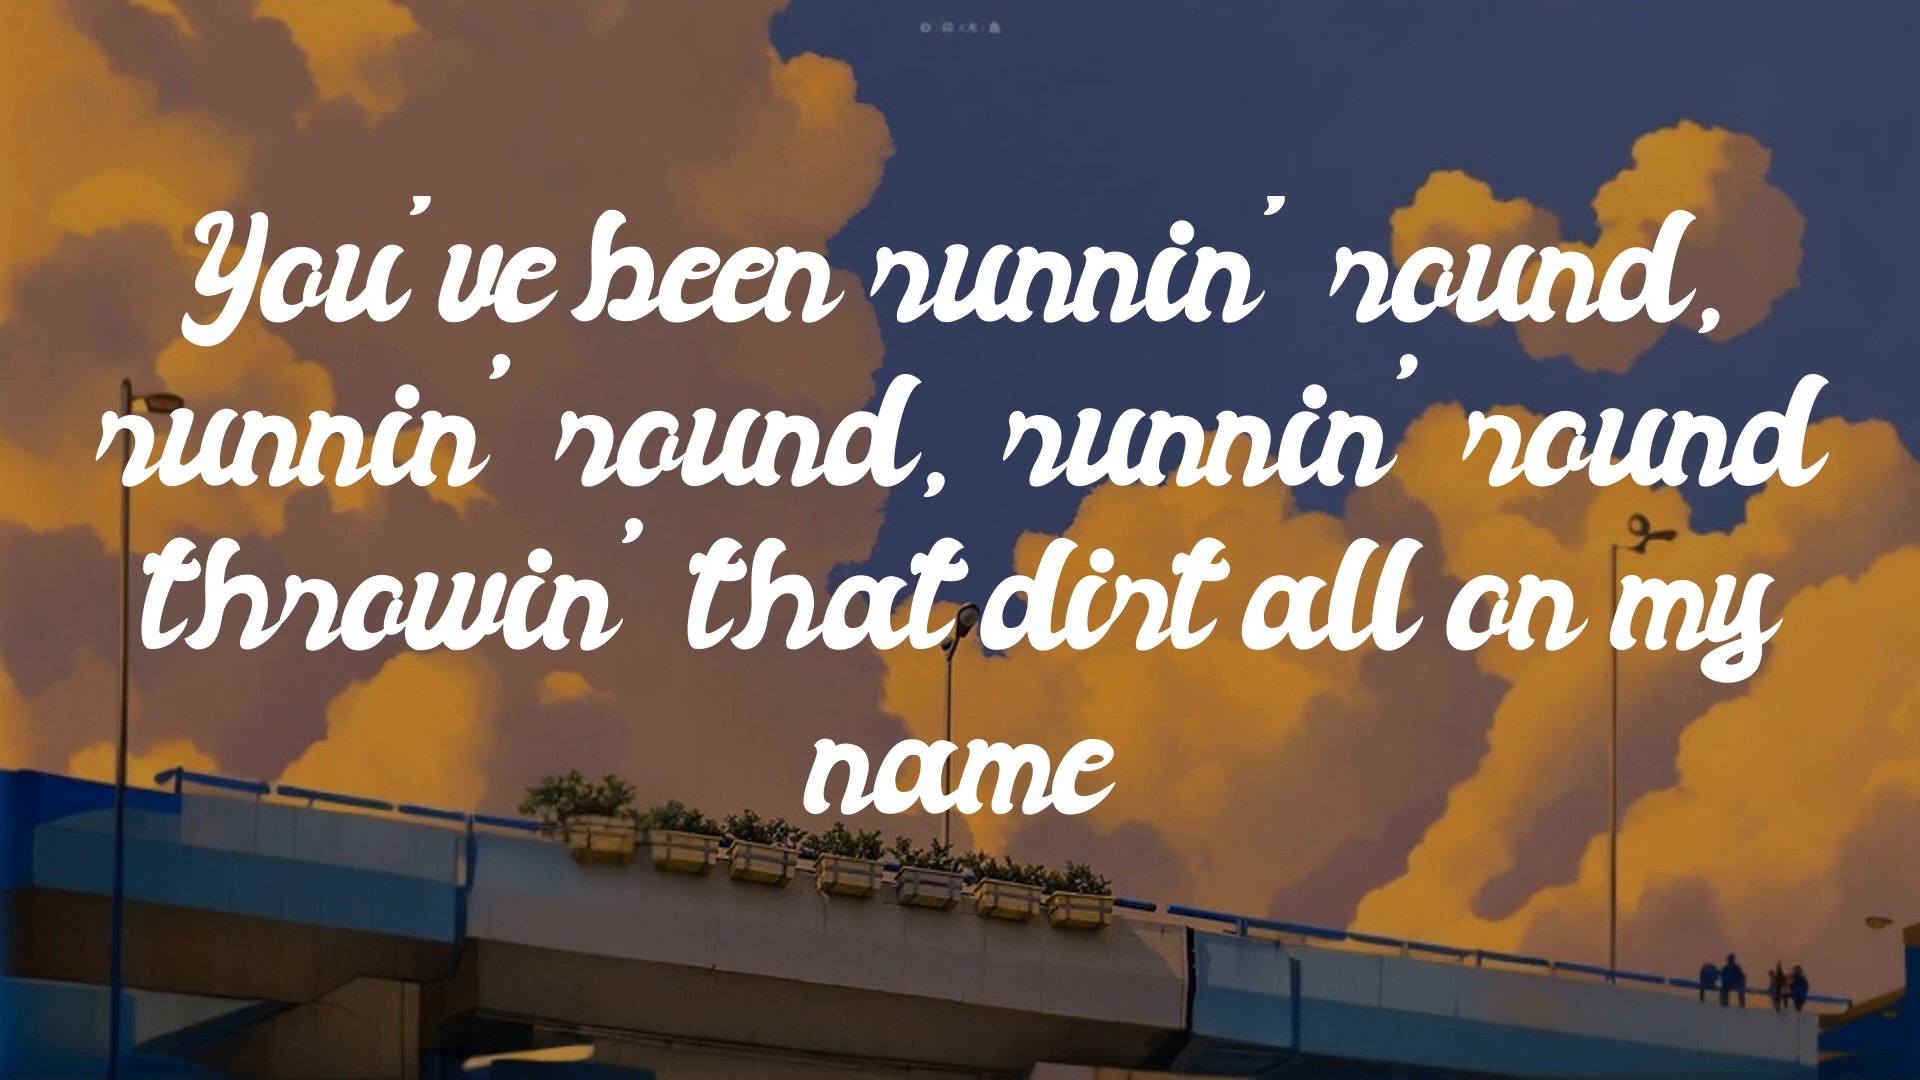 You've been runnin' round,
runnin' round, runnin' round
throwin' that dirt all on my
name